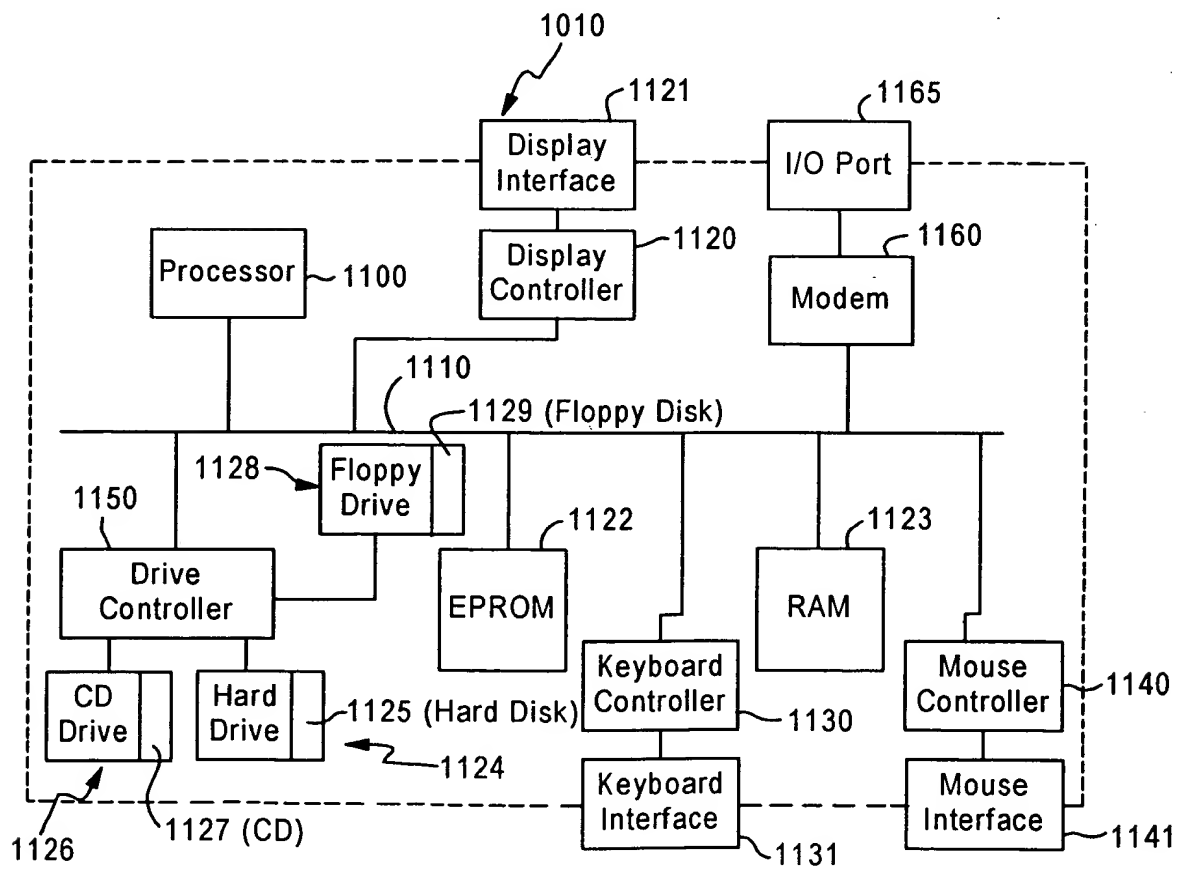 1010
1121
1165
Display
Interface
I/O Port
1120
1160
Processor
1100
Display
Controller
Modem
1110
1129 (Floppy Disk)
1128
Floppy
Drive
1150
1122
1123
Drive
Controller
EPROM
RAM
CD
Drive
Hard
Drive
1125 (Hard Disk)
Keyboard
Controller
1130
Mouse
Controller
1140
1124
1126
1127 (CD)
Keyboard
Interface
1131
Mouse
Interface
1141